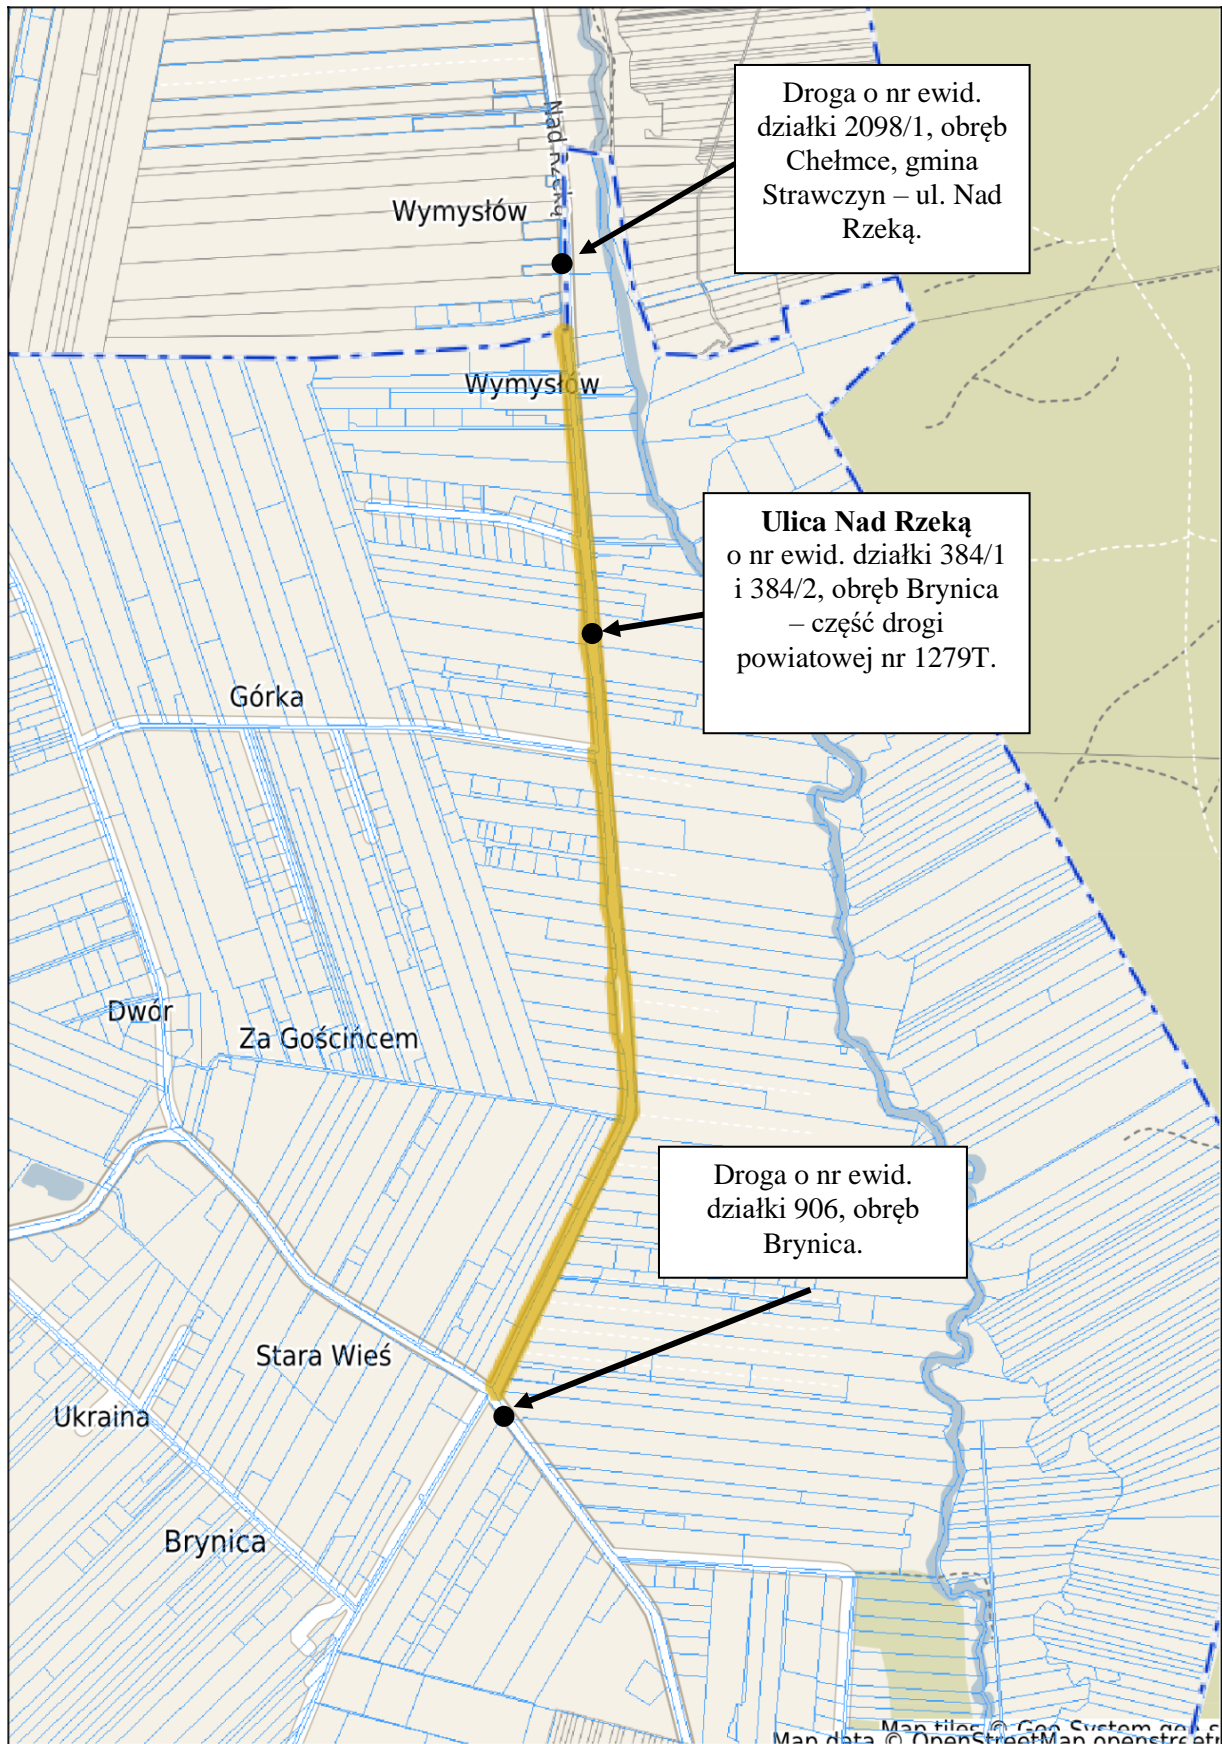 Nad Rzeką
Droga o nr ewid.
działki 2098/1, obręb
Chełmce, gmina
Strawczyn – ul. Nad
Rzeką.
Wymysłów
Wymysłów
Ulica Nad Rzeką
o nr ewid. działki 384/1
i 384/2, obręb Brynica
– część drogi
powiatowej nr 1279T.
Górka
Dwór
Za Gościńcem
Droga o nr ewid.
działki 906, obręb
Brynica.
Stara Wieś
Ukraina
Brynica
Map tiles © Geo-System
Map data © OpenStreetMap